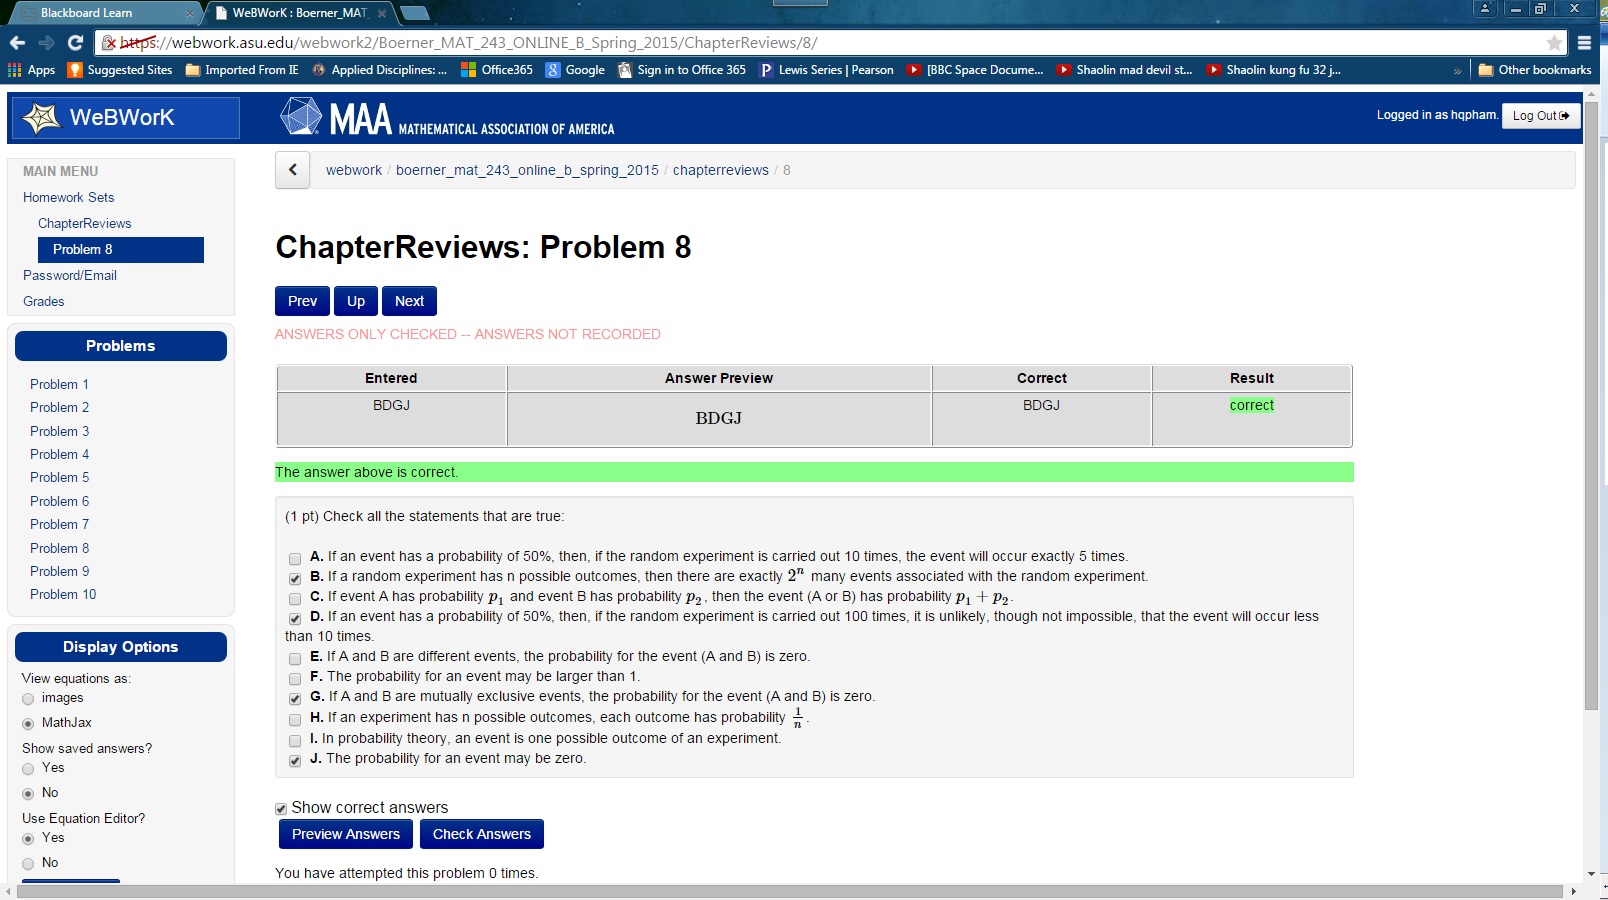 Blackboard Learn
WeBWorK : Boerner_MAT_
https://webwork.asu.edu/webwork2/Boerner_MAT_243_ONLINE_B_Spring_2015/ChapterReviews/8/
Apps Suggested Sites Imported From IE Applied Disciplines: ... Office365 Google Sign in to Office 365 Lewis Series | Pearson [BBC Space Docume... Shaolin mad devil st... Shaolin kung fu 32 j... » Other bookmarks
WeBWorK
MAA MATHEMATICAL ASSOCIATION OF AMERICA
Logged in as hqpham. Log Out
MAIN MENU
Homework Sets
ChapterReviews
Problem 8
Password/Email
Grades
Problems
Problem 1
Problem 2
Problem 3
Problem 4
Problem 5
Problem 6
Problem 7
Problem 8
Problem 9
Problem 10
Display Options
View equations as:
images
MathJax
Show saved answers?
Yes
No
Use Equation Editor?
Yes
No
webwork / boerner_mat_243_online_b_spring_2015 / chapterreviews / 8
ChapterReviews: Problem 8
Prev Up Next
ANSWERS ONLY CHECKED -- ANSWERS NOT RECORDED
Entered Answer Preview Correct Result
BDGJ BDGJ BDGJ correct
The answer above is correct.
(1 pt) Check all the statements that are true:
A. If an event has a probability of 50%, then, if the random experiment is carried out 10 times, the event will occur exactly 5 times.
B. If a random experiment has n possible outcomes, then there are exactly 2ⁿ many events associated with the random experiment.
C. If event A has probability p₁ and event B has probability p₂, then the event (A or B) has probability p₁ + p₂.
D. If an event has a probability of 50%, then, if the random experiment is carried out 100 times, it is unlikely, though not impossible, that the event will occur less
than 10 times.
E. If A and B are different events, the probability for the event (A and B) is zero.
F. The probability for an event may be larger than 1.
G. If A and B are mutually exclusive events, the probability for the event (A and B) is zero.
H. If an experiment has n possible outcomes, each outcome has probability 1/n.
I. In probability theory, an event is one possible outcome of an experiment.
J. The probability for an event may be zero.
Show correct answers
Preview Answers Check Answers
You have attempted this problem 0 times.